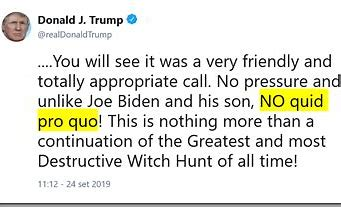 Donald J. Trump
@realDonaldTrump
....You will see it was a very friendly and
totally appropriate call. No pressure and
unlike Joe Biden and his son, NO quid
pro quo! This is nothing more than a
continuation of the Greatest and most
Destructive Witch Hunt of all time!
11:12 - 24 set 2019